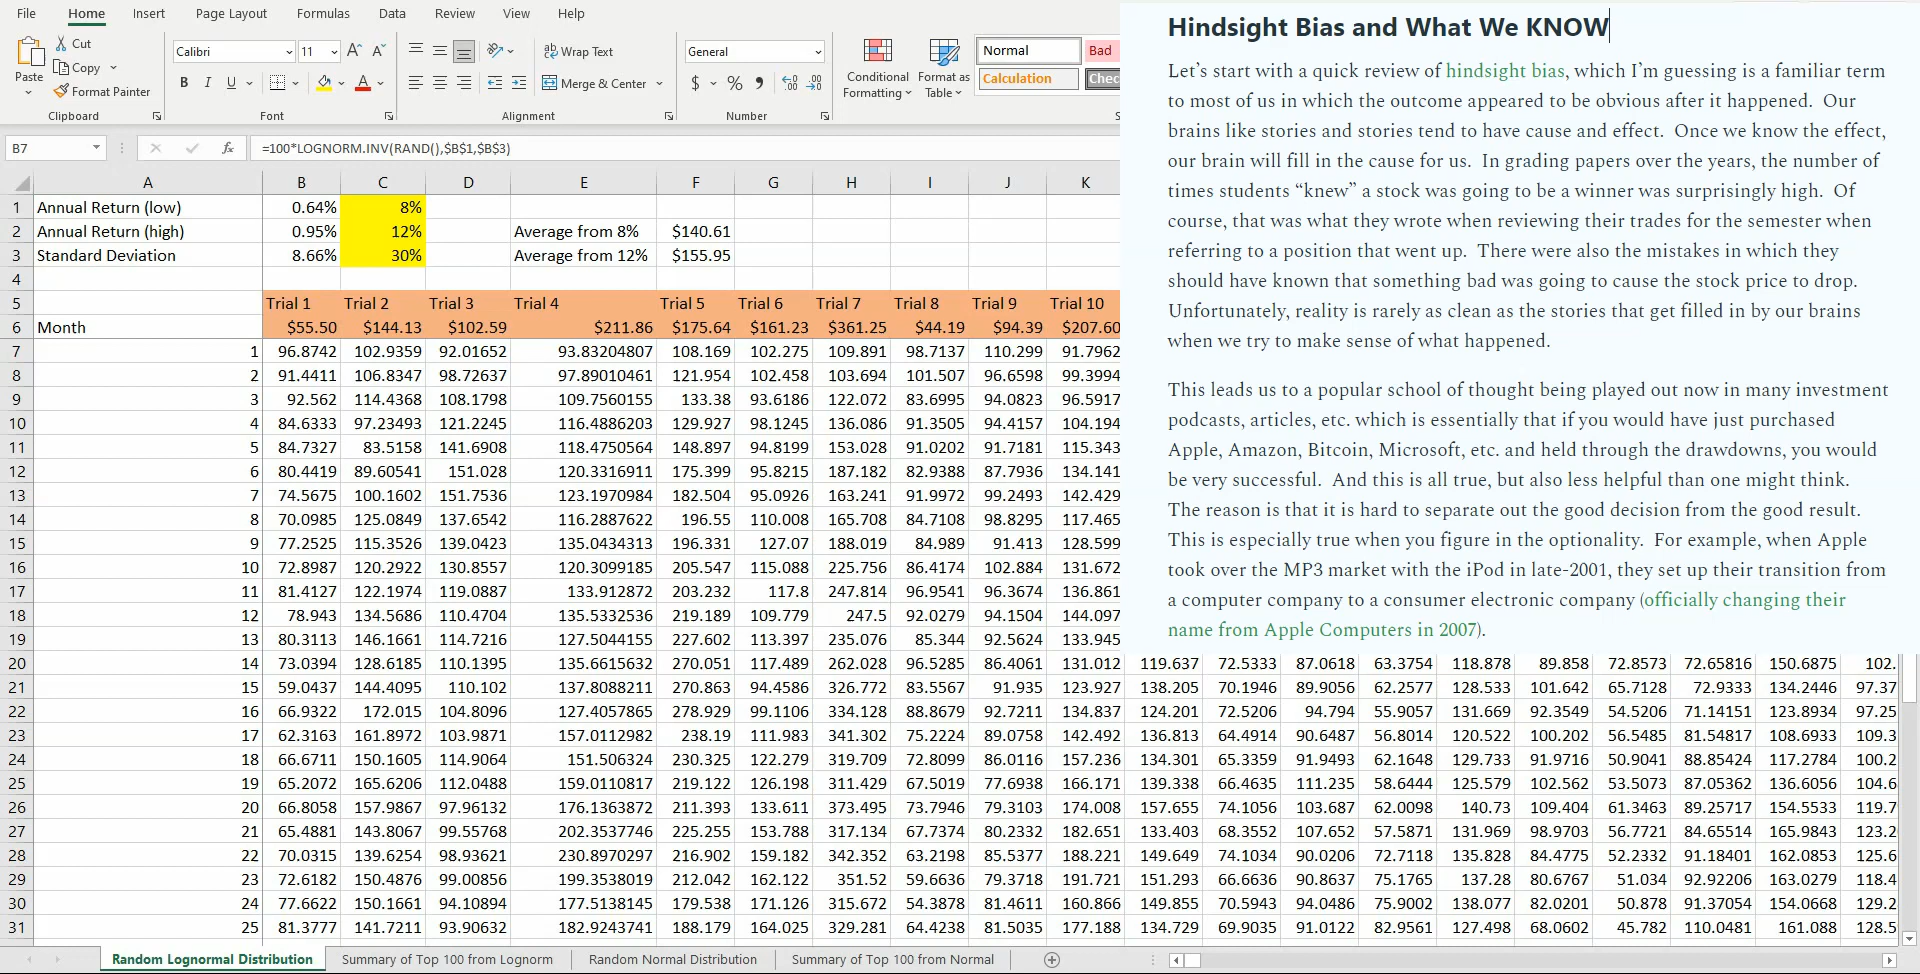 File Home Insert Page Layout Formulas Data Review View Help
Paste Cut Copy Format Painter
Clipboard
Calibri 11 A A
B I U A
Font
ab Wrap Text
Merge & Center
Alignment
General
$ % 9
Number
Conditional Formatting
Format as Table
Normal Bad
Calculation Chec
B7 fx =100*LOGNORM.INV(RAND(),$B$1,$B$3)
A B C D E F G H I J K
1 Annual Return (low) 0.64% 8%
2 Annual Return (high) 0.95% 12% Average from 8% $140.61
3 Standard Deviation 8.66% 30% Average from 12% $155.95
4
5 Trial 1 Trial 2 Trial 3 Trial 4 Trial 5 Trial 6 Trial 7 Trial 8 Trial 9 Trial 10
6 Month $55.50 $144.13 $102.59 $211.86 $175.64 $161.23 $361.25 $44.19 $94.39 $207.60
7 1 96.8742 102.9359 92.01652 93.83204807 108.169 102.275 109.891 98.7137 110.299 91.7962
8 2 91.4411 106.8347 98.72637 97.89010461 121.954 102.458 103.694 101.507 96.6598 99.3994
9 3 92.562 114.4368 108.1798 109.7560155 133.38 93.6186 122.072 83.6995 94.0823 96.5917
10 4 84.6333 97.23493 121.2245 116.4886203 129.927 98.1245 136.086 91.3505 94.4157 104.194
11 5 84.7327 83.5158 141.6908 118.4750564 148.897 94.8199 153.028 91.0202 91.7181 115.343
12 6 80.4419 89.60541 151.028 120.3316911 175.399 95.8215 187.182 82.9388 87.7936 134.141
13 7 74.5675 100.1602 151.7536 123.1970984 182.504 95.0926 163.241 91.9972 99.2493 142.429
14 8 70.0985 125.0849 137.6542 116.2887622 196.55 110.008 165.708 84.7108 98.8295 117.465
15 9 77.2525 115.3526 139.0423 135.0434313 196.331 127.07 188.019 84.989 91.413 128.599
16 10 72.8987 120.2922 130.8557 120.3099185 205.547 115.088 225.756 86.4174 102.884 131.672
17 11 81.4127 122.1974 119.0887 133.912872 203.232 117.8 247.814 96.9541 96.3674 136.861
18 12 78.943 134.5686 110.4704 135.5332536 219.189 109.779 247.5 92.0279 94.1504 144.097
19 13 80.3113 146.1661 114.7216 127.5044155 227.602 113.397 235.076 85.344 92.5624 133.945
20 14 73.0394 128.6185 110.1395 135.6615632 270.051 117.489 262.028 96.5285 86.4061 131.012 119.637 72.5333 87.0618 63.3754 118.878 89.858 72.8573 72.65816 150.6875 102.
21 15 59.0437 144.4095 110.102 137.8088211 270.863 94.4586 326.772 83.5567 91.935 123.927 138.205 70.1946 89.9056 62.2577 128.533 101.642 65.7128 72.9333 134.2446 97.37
22 16 66.9322 172.015 104.8096 127.4057865 278.929 99.1106 334.128 88.8679 92.7211 134.837 124.201 72.5206 94.794 55.9057 131.669 92.3549 54.5206 71.14151 123.8934 97.25
23 17 62.3163 161.8972 103.9871 157.0112982 238.19 111.983 341.302 75.2224 89.0758 142.492 136.813 64.4914 90.6487 56.8014 120.522 100.202 56.5485 81.54817 108.6933 109.3
24 18 66.6711 150.1605 114.9064 151.506324 230.325 122.279 319.709 72.8099 86.0116 157.236 134.301 65.3359 91.9493 62.1648 129.733 91.9716 50.9041 88.85424 117.2784 100.2
25 19 65.2072 165.6206 112.0488 159.0110817 219.122 126.198 311.429 67.5019 77.6938 166.171 139.338 66.4635 111.235 58.6444 125.579 102.562 53.5073 87.05362 136.6056 104.6
26 20 66.8058 157.9867 97.96132 176.1363872 211.393 133.611 373.495 73.7946 79.3103 174.008 157.655 74.1056 103.687 62.0098 140.73 109.404 61.3463 89.25717 154.5533 119.7
27 21 65.4881 143.8067 99.55768 202.3537746 225.255 153.788 317.134 67.7374 80.2332 182.651 133.403 68.3552 107.652 57.5871 131.969 98.9703 56.7721 84.65514 165.9843 123.2
28 22 70.0315 139.6254 98.93621 230.8970297 216.902 159.182 342.352 63.2198 85.5377 188.221 149.649 74.1034 90.0206 72.7118 135.828 84.4775 52.2332 91.18401 162.0853 125.6
29 23 72.6182 150.4876 99.00856 199.3538019 212.042 162.122 351.52 59.6636 79.3718 191.721 151.293 66.6636 90.8637 75.1765 137.28 80.6767 51.034 92.92206 163.0279 118.4
30 24 77.6622 150.1661 94.10894 177.5138145 179.538 171.126 315.672 54.3878 81.4611 160.866 149.855 70.5943 94.0486 75.9002 138.077 82.0201 50.878 91.37054 154.0668 129.2
31 25 81.3777 141.7211 93.90632 182.9243741 188.179 164.025 329.281 64.4238 81.5035 177.188 134.729 69.9035 91.0122 82.9561 127.498 68.0602 45.782 110.0481 161.088 128.5
Random Lognormal Distribution Summary of Top 100 from Lognorm Random Normal Distribution Summary of Top 100 from Normal
Hindsight Bias and What We KNOW
Let’s start with a quick review of hindsight bias, which I’m guessing is a familiar term
to most of us in which the outcome appeared to be obvious after it happened. Our
brains like stories and stories tend to have cause and effect. Once we know the effect,
our brain will fill in the cause for us. In grading papers over the years, the number of
times students “knew” a stock was going to be a winner was surprisingly high. Of
course, that was what they wrote when reviewing their trades for the semester when
referring to a position that went up. There were also the mistakes in which they
should have known that something bad was going to cause the stock price to drop.
Unfortunately, reality is rarely as clean as the stories that get filled in by our brains
when we try to make sense of what happened.
This leads us to a popular school of thought being played out now in many investment
podcasts, articles, etc. which is essentially that if you would have just purchased
Apple, Amazon, Bitcoin, Microsoft, etc. and held through the drawdowns, you would
be very successful. And this is all true, but also less helpful than one might think.
The reason is that it is hard to separate out the good decision from the good result.
This is especially true when you figure in the optionality. For example, when Apple
took over the MP3 market with the iPod in late-2001, they set up their transition from
a computer company to a consumer electronic company (officially changing their
name from Apple Computers in 2007).